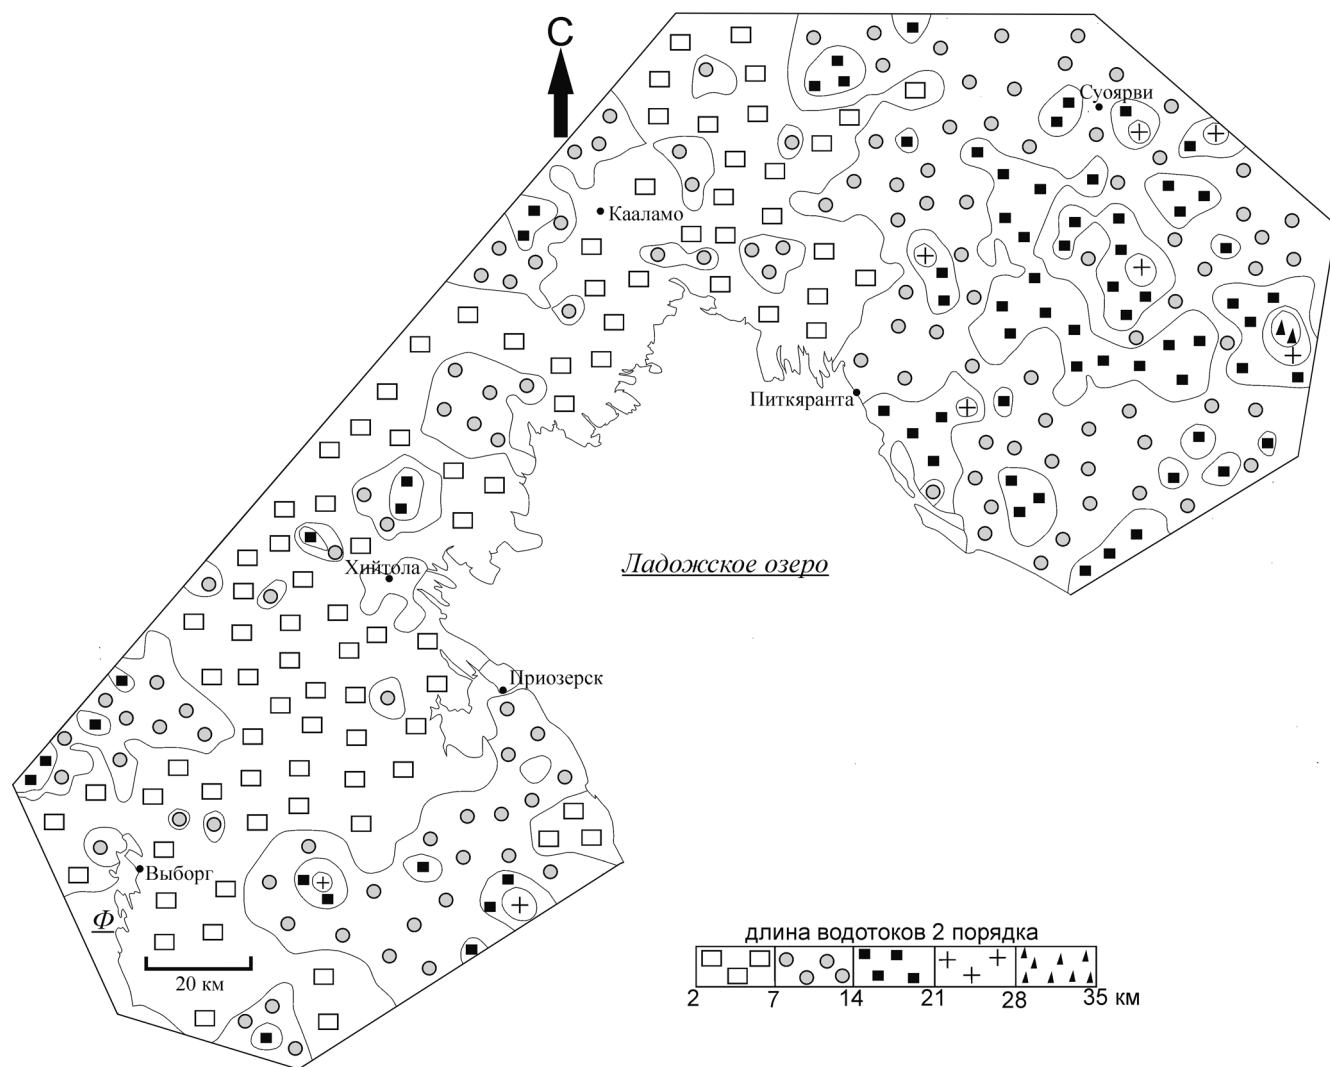 С
Суоярви
Кааламо
Питкяранта
Ладожское озеро
Хийтола
Приозерск
Выборг
Ф
20 км
длина водотоков 2 порядка
2 7 14 21 28 35 км